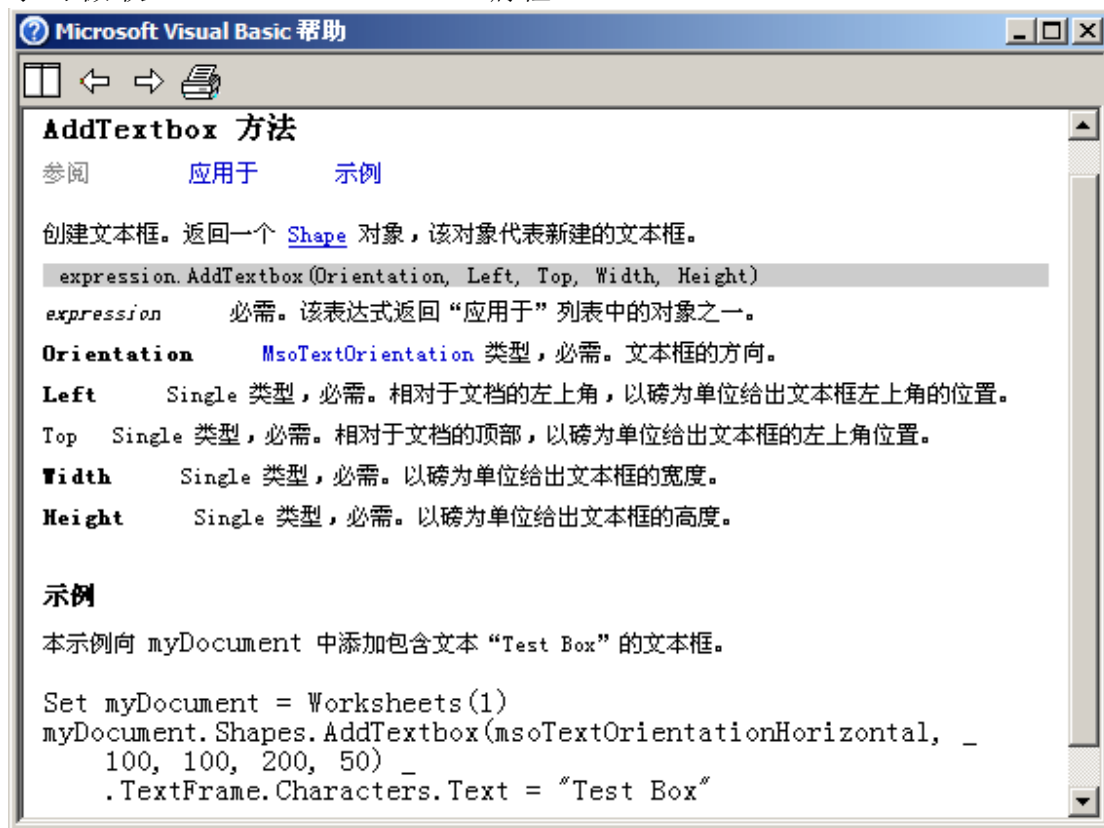 Microsoft Visual Basic 帮助
AddTextbox 方法
参阅 应用于 示例
创建文本框。返回一个 Shape 对象，该对象代表新建的文本框。
expression.AddTextbox(Orientation, Left, Top, Width, Height)
expression 必需。该表达式返回“应用于”列表中的对象之一。
Orientation MsoTextOrientation 类型，必需。文本框的方向。
Left Single 类型，必需。相对于文档的左上角，以磅为单位给出文本框左上角的位置。
Top Single 类型，必需。相对于文档的顶部，以磅为单位给出文本框的左上角位置。
Width Single 类型，必需。以磅为单位给出文本框的宽度。
Height Single 类型，必需。以磅为单位给出文本框的高度。
示例
本示例向 myDocument 中添加包含文本“Test Box”的文本框。
Set myDocument = Worksheets(1)
myDocument.Shapes.AddTextbox(msoTextOrientationHorizontal, _
100, 100, 200, 50) _
.TextFrame.Characters.Text = "Test Box"